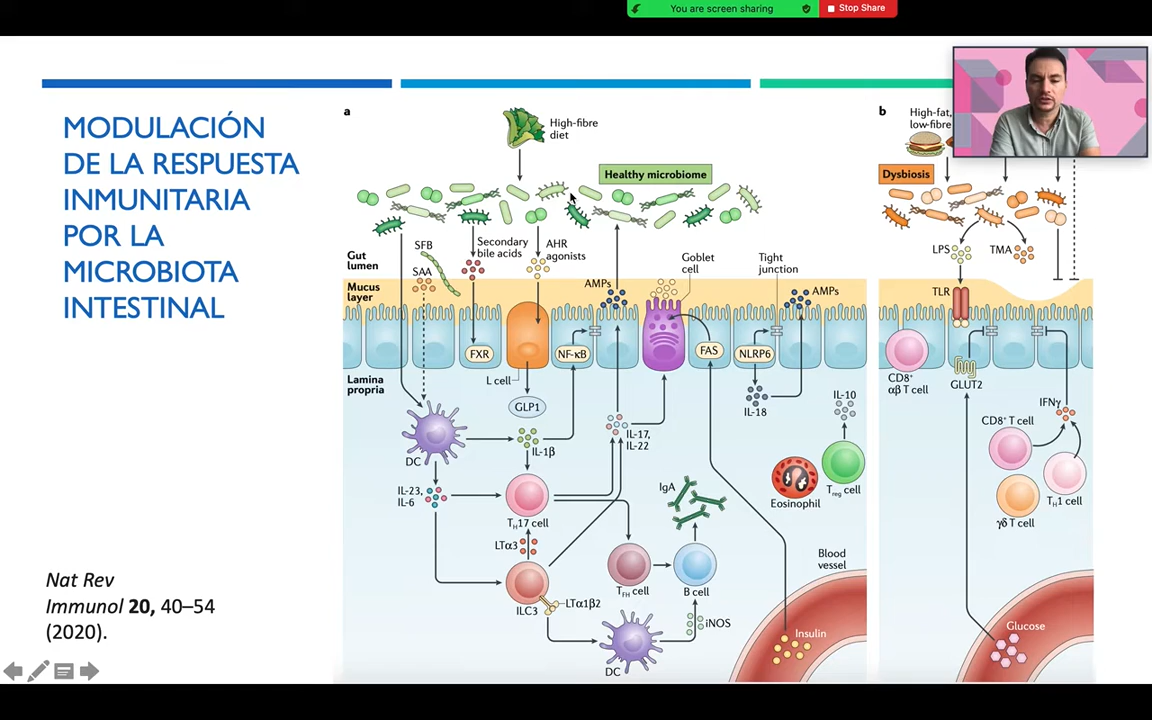 You are screen sharing
Stop Share
MODULACIÓN
DE LA RESPUESTA
INMUNITARIA
POR LA
MICROBIOTA
INTESTINAL
Nat Rev
Immunol 20, 40–54
(2020).
a
High-fibre
diet
Healthy microbiome
SFB
SAA
Secondary
bile acids
AHR
agonists
Gut
lumen
Mucus
layer
AMPs
Goblet
cell
Tight
junction
AMPs
FXR
NF-κB
FAS
NLRP6
L cell
Lamina
propria
GLP1
IL-18
IL-10
DC
IL-1β
IL-17,
IL-22
IL-23,
IL-6
TH17 cell
IgA
Eosinophil
Treg cell
LTα3
ILC3
LTα1β2
TFH cell
B cell
iNOS
DC
Blood
vessel
Insulin
b
High-fat,
low-fibre
Dysbiosis
LPS
TMA
TLR
CD8+
αβ T cell
GLUT2
IFNγ
CD8+ T cell
TH1 cell
γδ T cell
Glucose